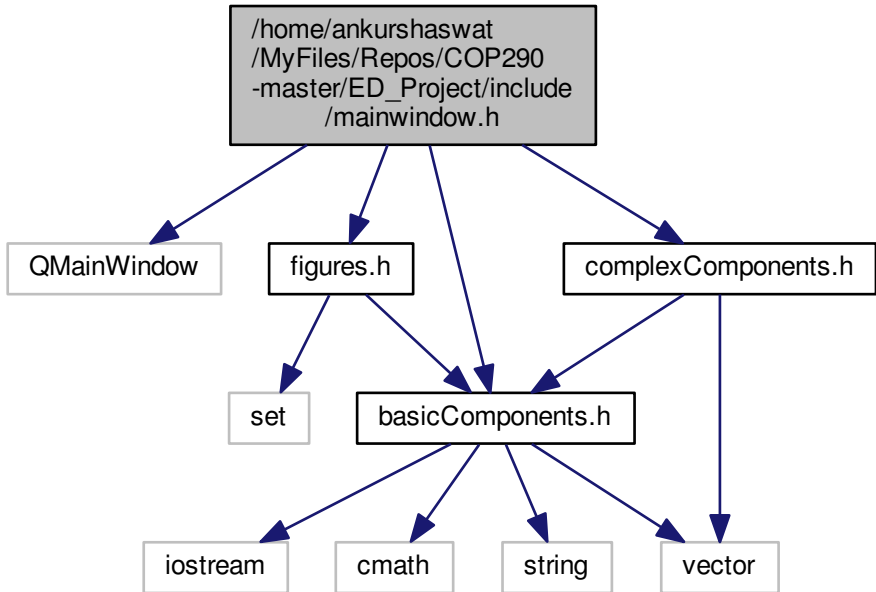 /home/ankurshaswat
/MyFiles/Repos/COP290
-master/ED_Project/include
/mainwindow.h
QMainWindow
figures.h
complexComponents.h
set
basicComponents.h
iostream
cmath
string
vector